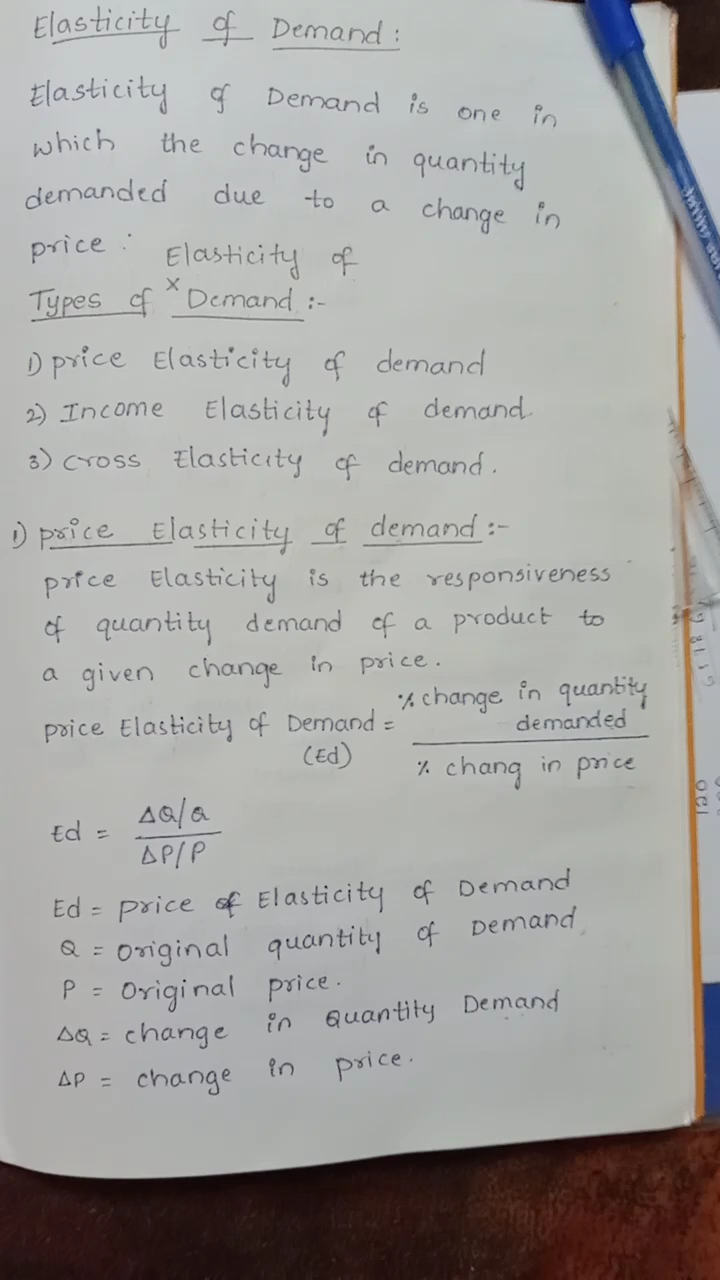 Elasticity of Demand:
Elasticity of Demand is one in
which the change in quantity
demanded due to a change in
price.
Elasticity of
Types of x Demand :-
1) price Elasticity of demand
2) Income Elasticity of demand.
3) Cross Elasticity of demand.
1) price Elasticity of demand :-
price Elasticity is the responsiveness
of quantity demand of a product to
a given change in price.
price Elasticity of Demand = % change in quantity
demanded
(Ed) % chang in price
Ed = ΔQ/Q
ΔP/P
Ed = price of Elasticity of Demand
Q = original quantity of Demand
P = Original price.
ΔQ = change in Quantity Demand
ΔP = change in price.